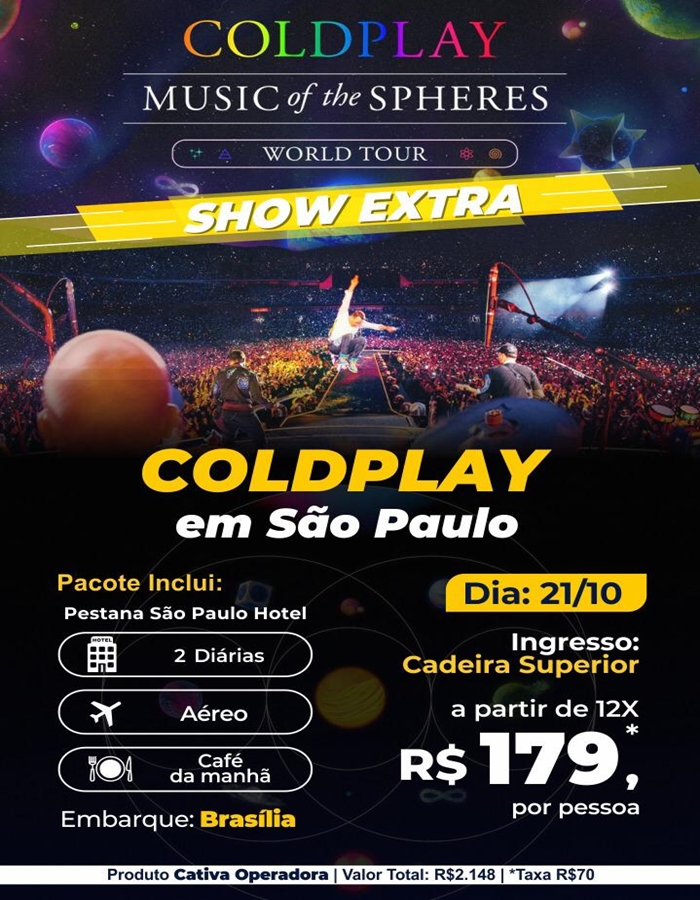 COLDPLAY
MUSIC of the SPHERES
WORLD TOUR
SHOW EXTRA
COLDPLAY
em São Paulo
Pacote Inclui:
Pestana São Paulo Hotel
HOTEL
2 Diárias
Aéreo
Café
da manhã
Embarque: Brasília
Dia: 21/10
Ingresso:
Cadeira Superior
a partir de 12X
R$ 179,*
por pessoa
Produto Cativa Operadora | Valor Total: R$2.148 | *Taxa R$70